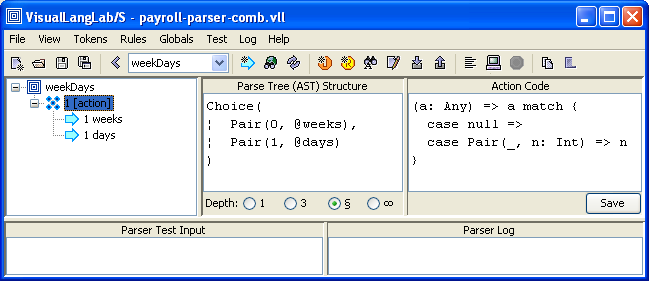 VisualLangLab/S - payroll-parser-comb.vll
File View Tokens Rules Globals Test Log Help
weekDays
weekDays
1 [action]
1 weeks
1 days
Parse Tree (AST) Structure
Choice(
¦ Pair(0, @weeks),
¦ Pair(1, @days)
)
Depth: 1 3 § ∞
Action Code
(a: Any) => a match {
case null =>
case Pair(_, n: Int) => n
}
Save
Parser Test Input
Parser Log